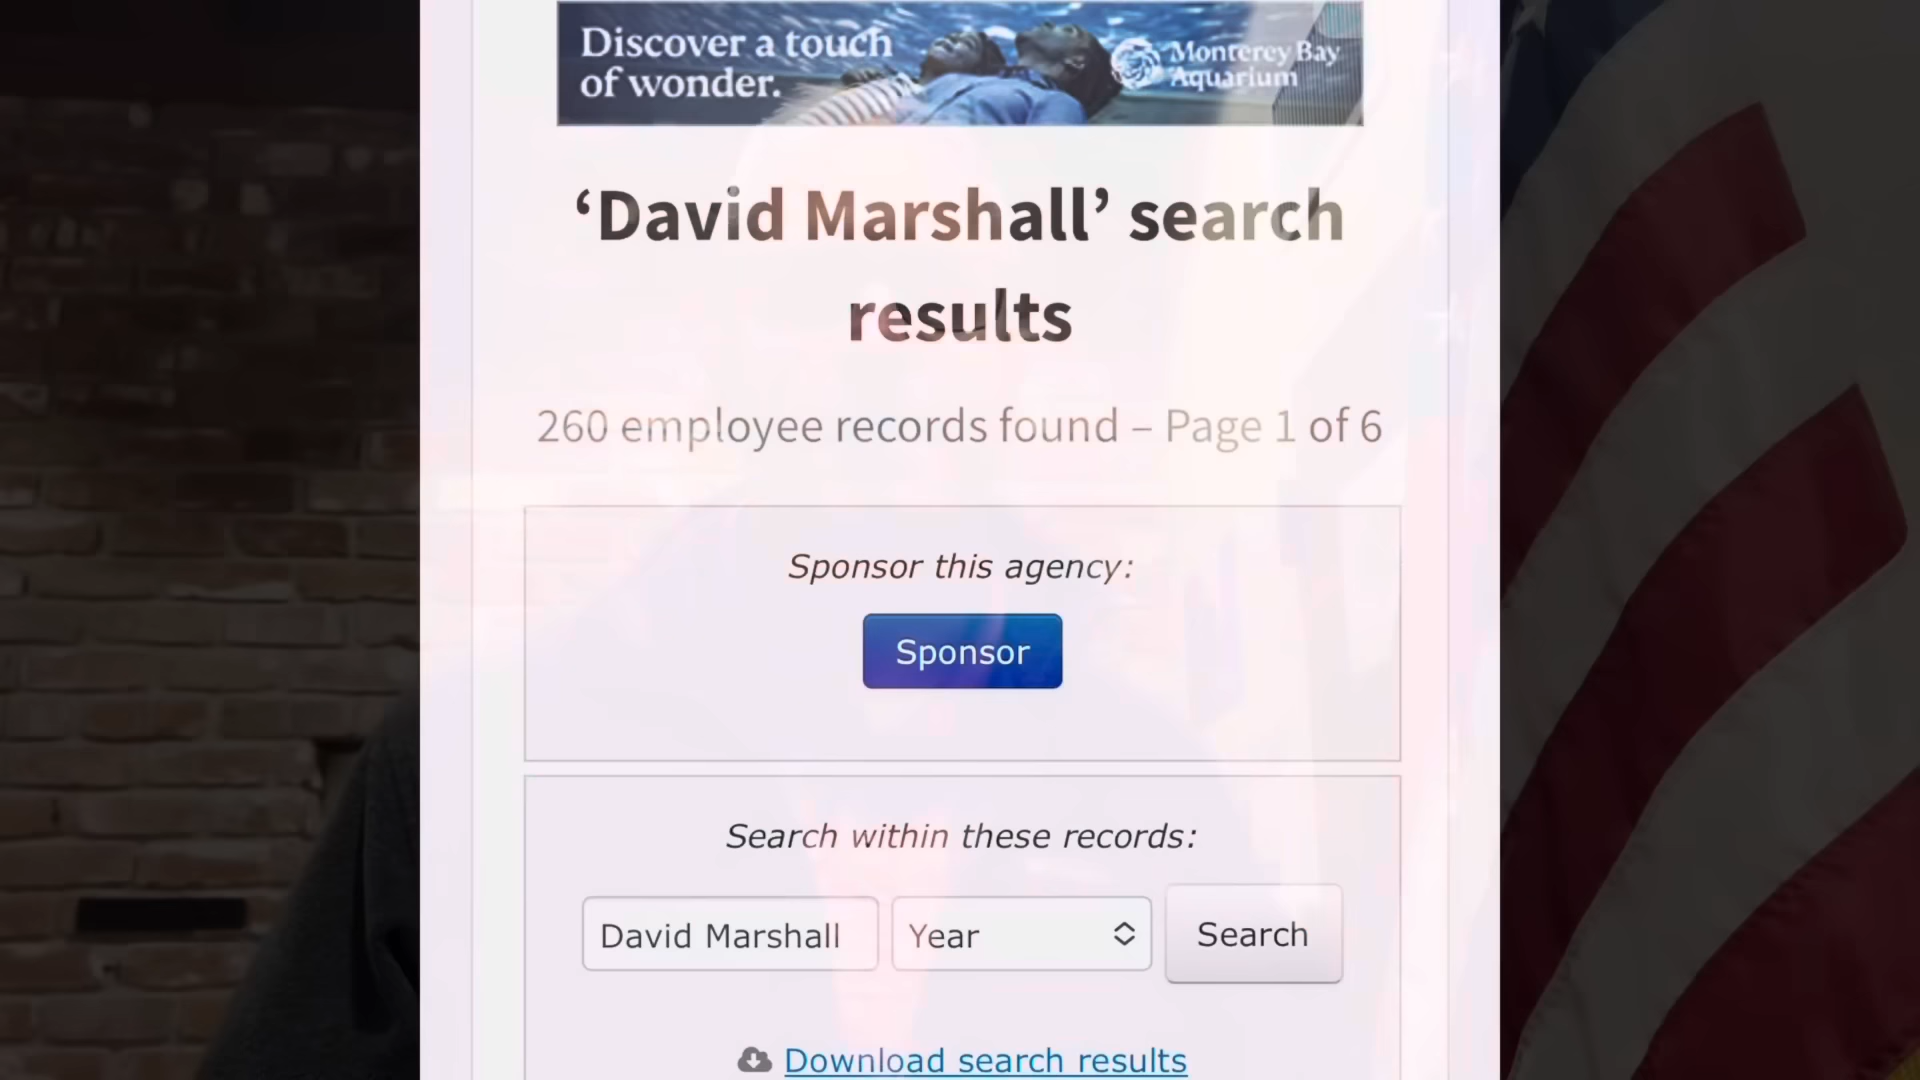 Discover a touch
of wonder.
Monterey Bay
Aquarium
‘David Marshall’ search
results
260 employee records found – Page 1 of 6
Sponsor this agency:
Sponsor
Search within these records:
David Marshall
Year
Search
Download search results